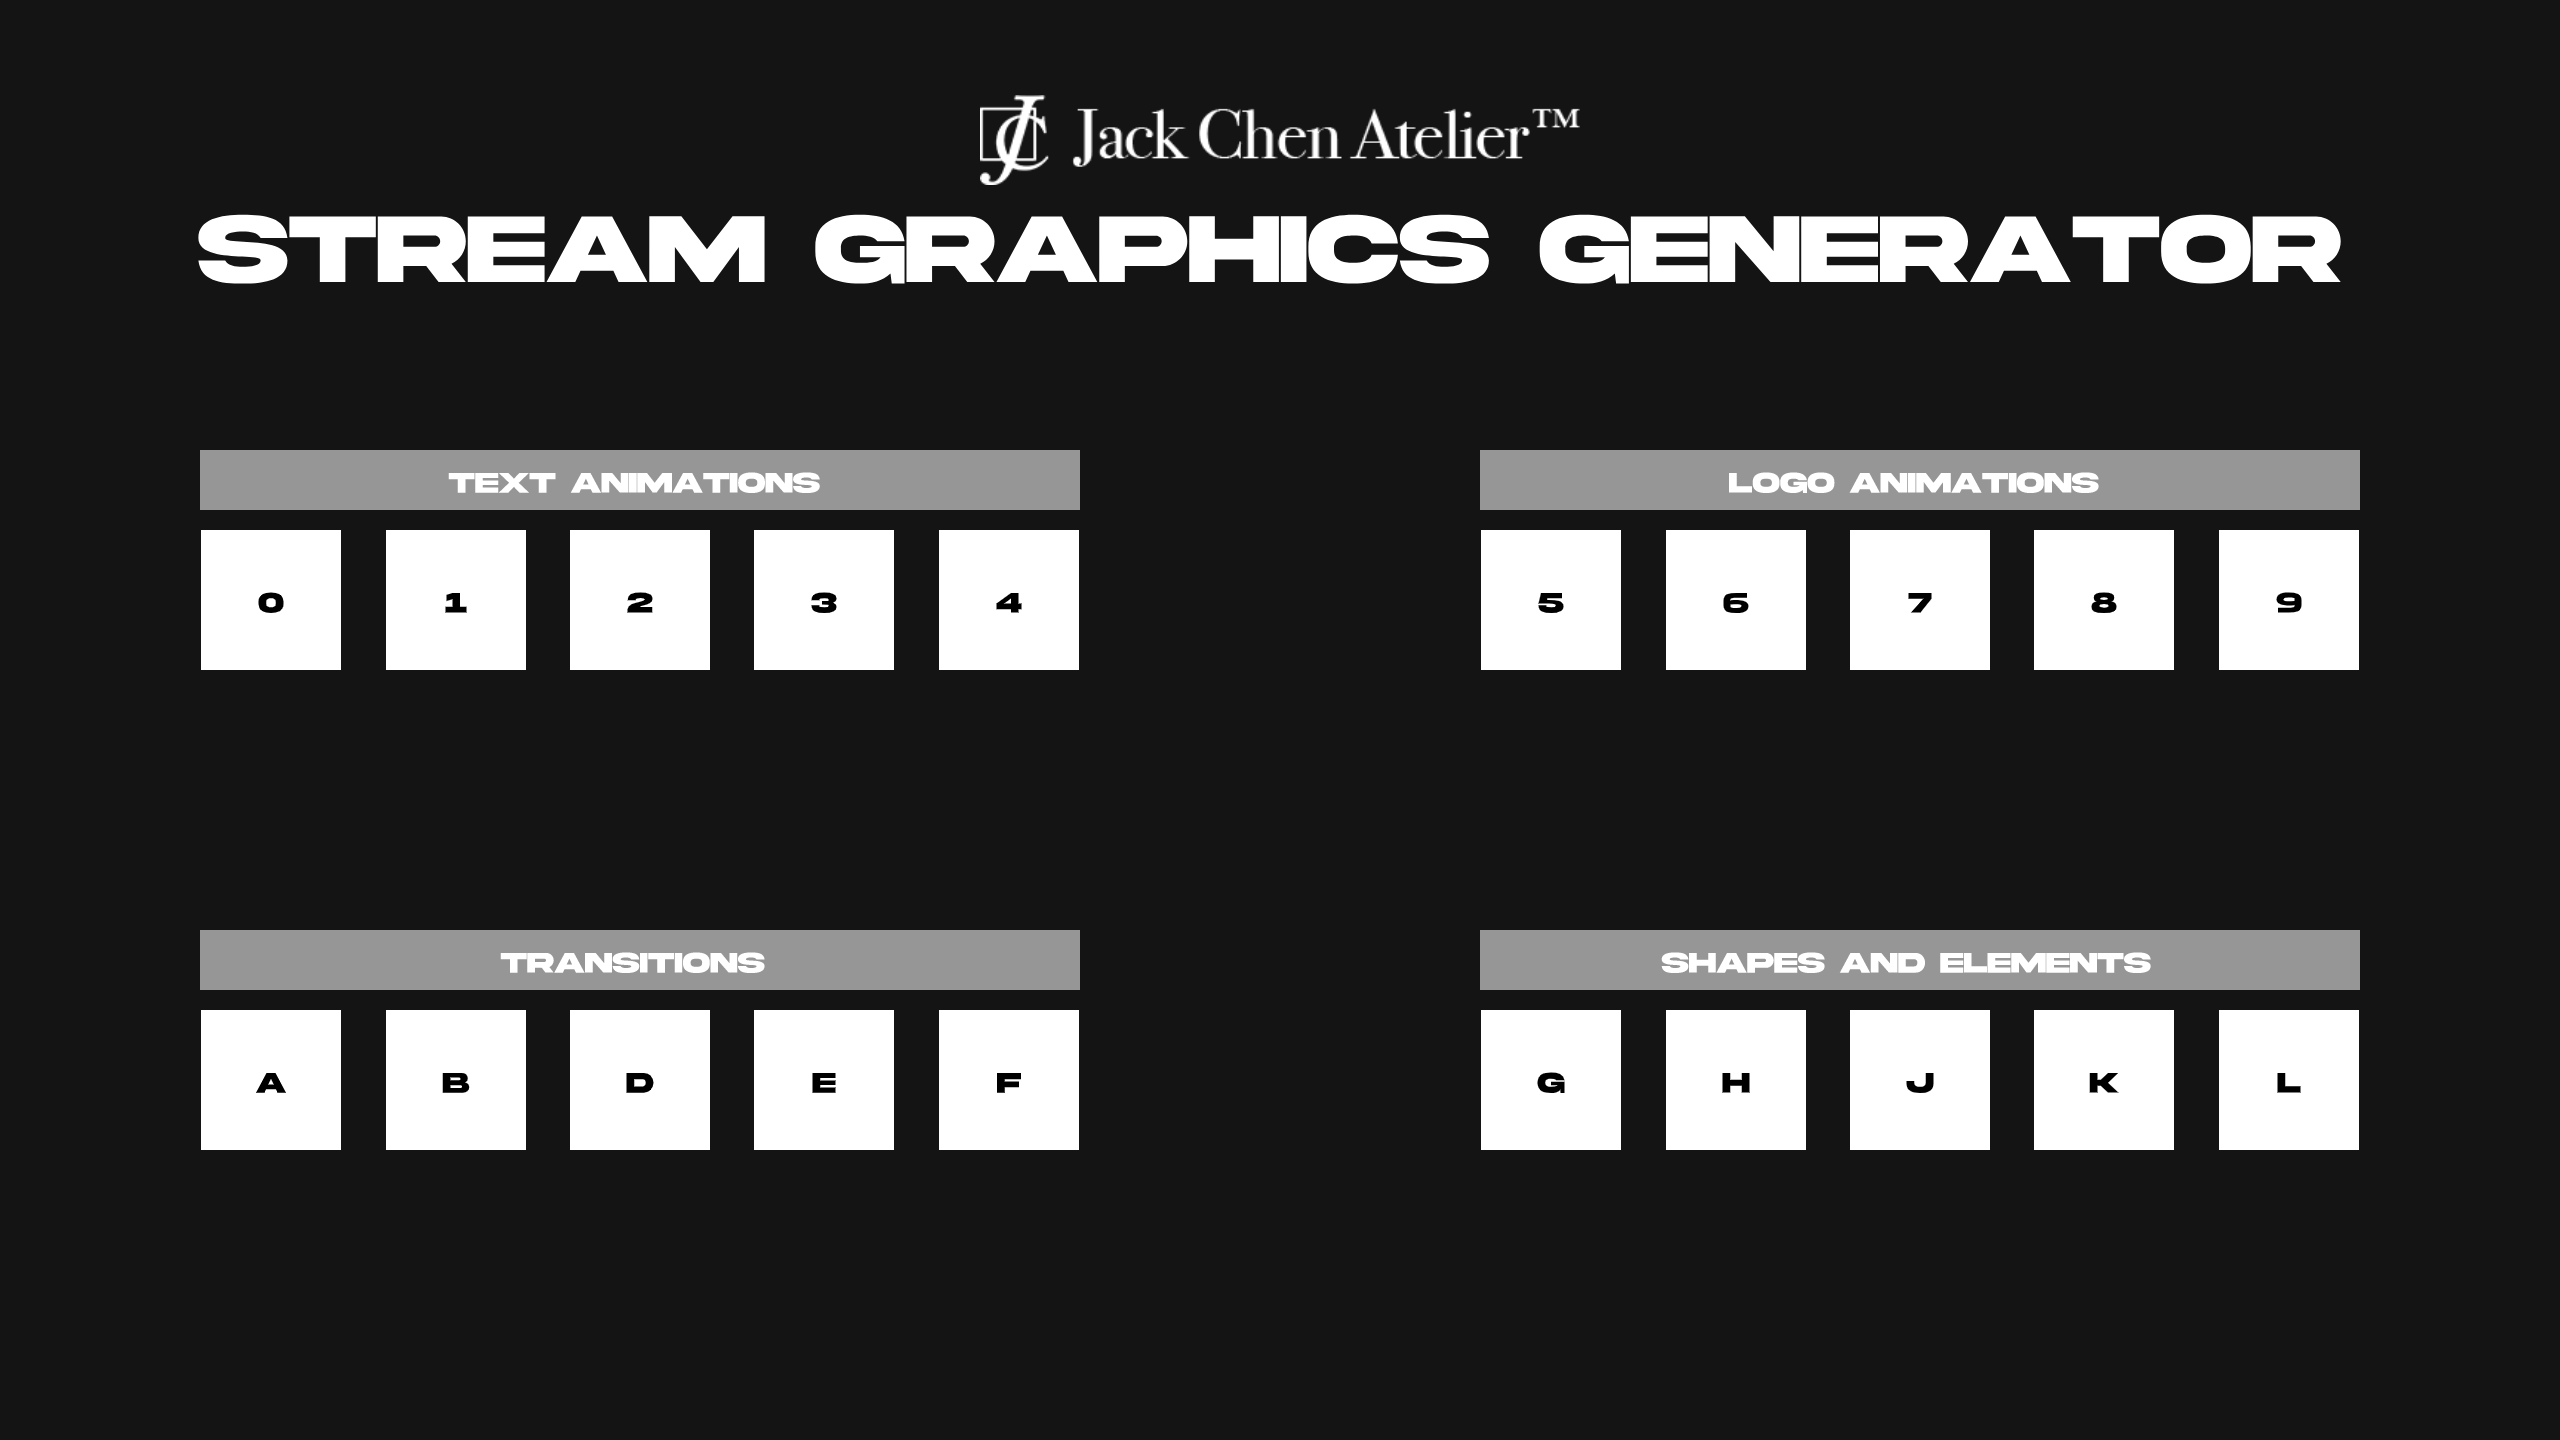 Jack Chen Atelier™
STREAM GRAPHICS GENERATOR
TEXT ANIMATIONS
0 1 2 3 4
LOGO ANIMATIONS
5 6 7 8 9
TRANSITIONS
A B D E F
SHAPES AND ELEMENTS
G H J K L